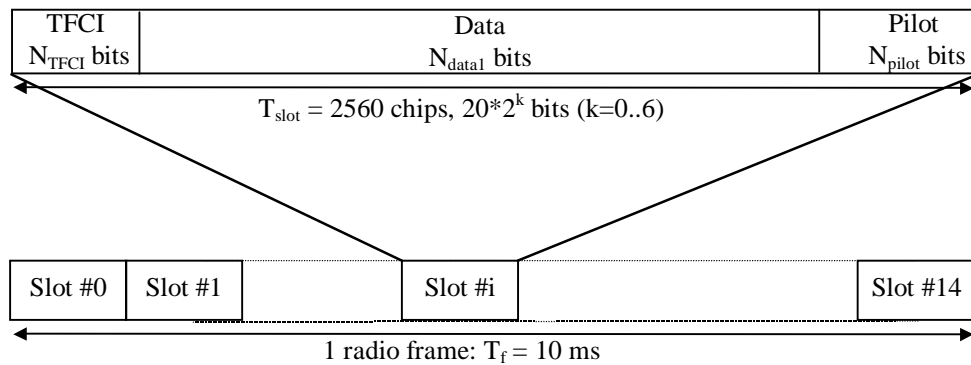 TFCI
N_TFCI bits
Data
N_data1 bits
Pilot
N_pilot bits
T_slot = 2560 chips, 20*2^k bits (k=0..6)
Slot #0
Slot #1
Slot #i
Slot #14
1 radio frame: T_f = 10 ms